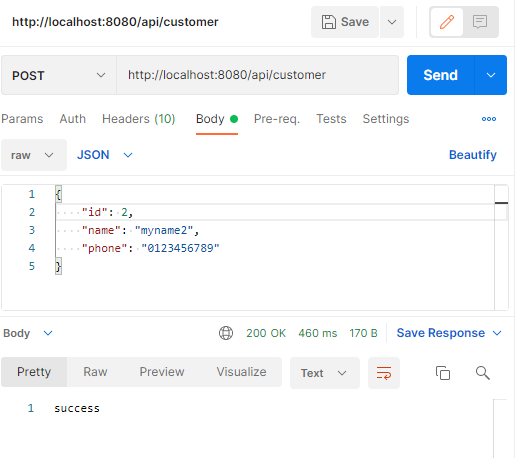 http://localhost:8080/api/customer Save
POST http://localhost:8080/api/customer Send
Params Auth Headers (10) Body Pre-req. Tests Settings
raw JSON Beautify
1 {
2 "id": 2,
3 "name": "myname2",
4 "phone": "0123456789"
5 }
Body 200 OK 460 ms 170 B Save Response
Pretty Raw Preview Visualize Text
1 success